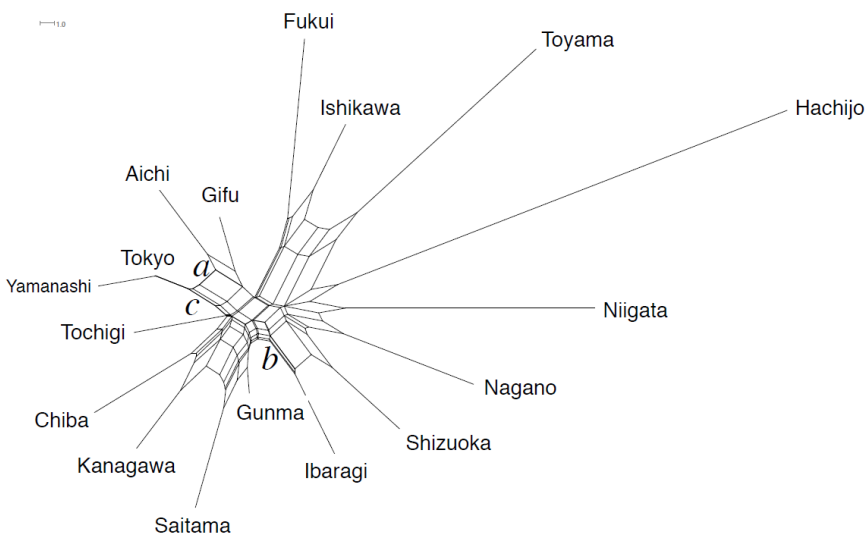 Fukui
1.0
Toyama
Ishikawa
Hachijo
Aichi
Gifu
Tokyo
a
Yamanashi
c
Niigata
Tochigi
b
Nagano
Gunma
Chiba
Shizuoka
Kanagawa
Ibaragi
Saitama